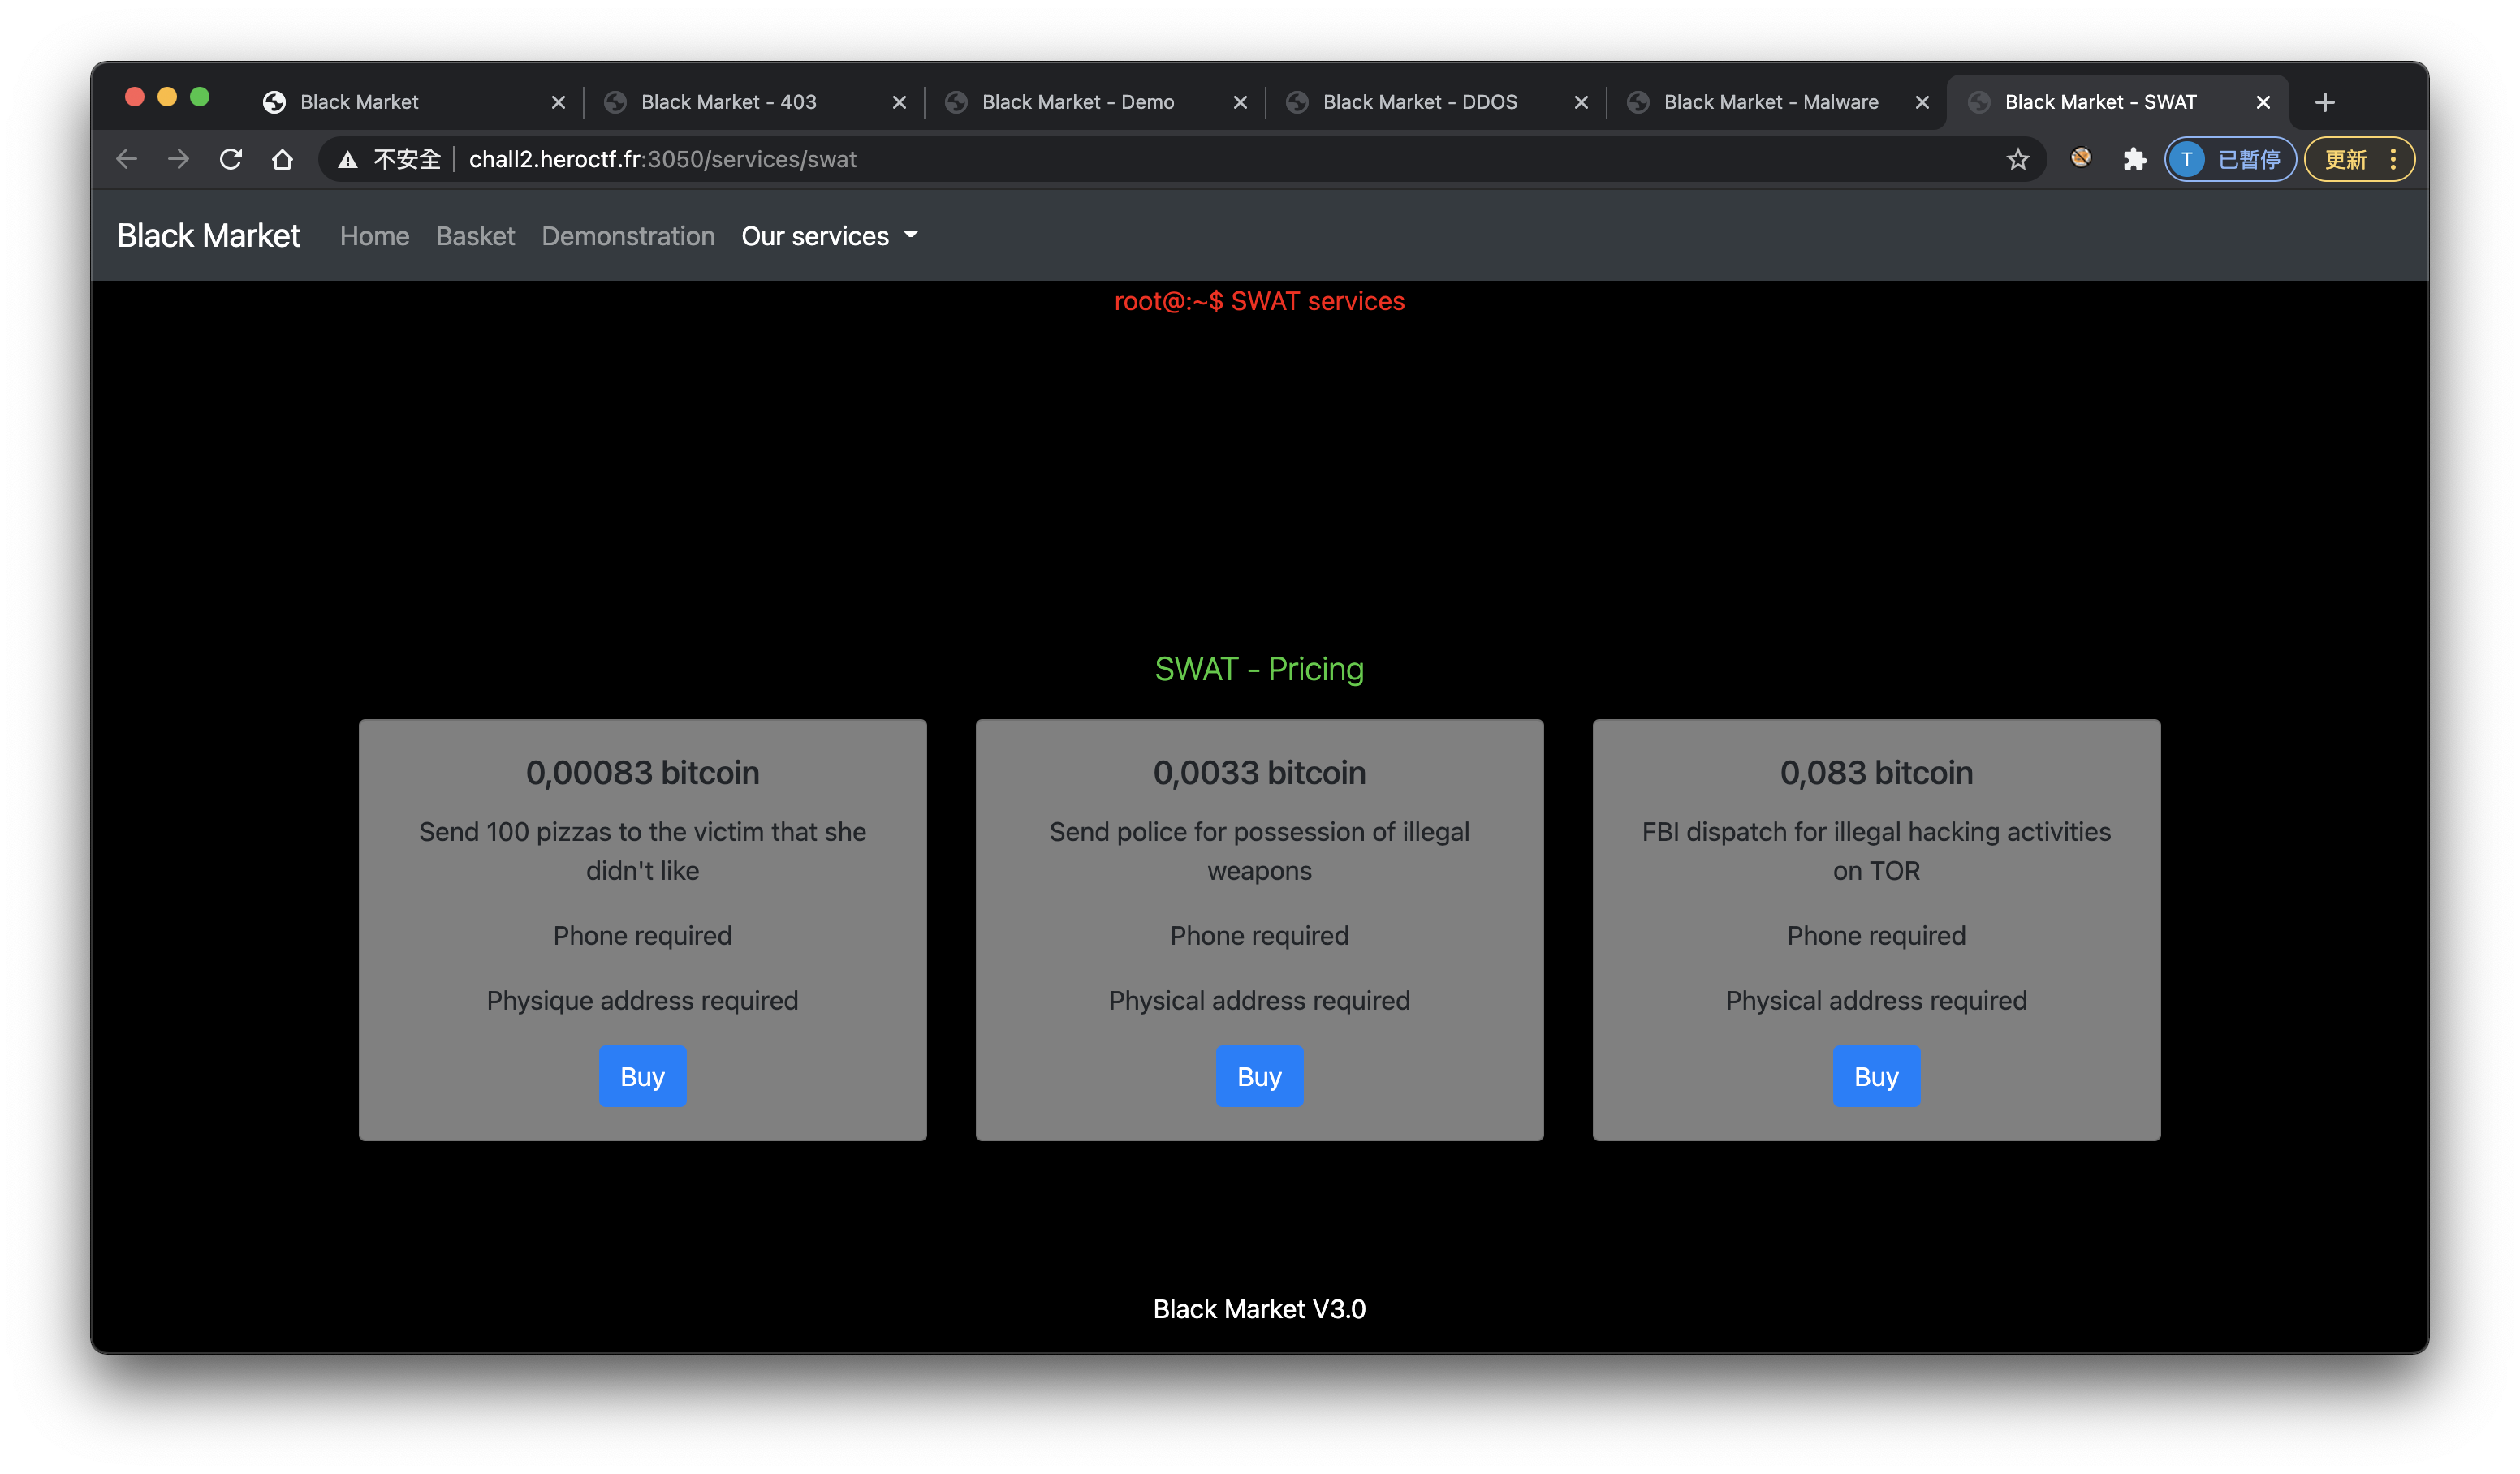 Black Market
Black Market - 403
Black Market - Demo
Black Market - DDOS
Black Market - Malware
Black Market - SWAT
不安全
chall2.heroctf.fr:3050/services/swat
T
已暫停
更新
Black Market
Home
Basket
Demonstration
Our services
root@:~$ SWAT services
SWAT - Pricing
0,00083 bitcoin
Send 100 pizzas to the victim that she
didn't like
Phone required
Physique address required
Buy
0,0033 bitcoin
Send police for possession of illegal
weapons
Phone required
Physical address required
Buy
0,083 bitcoin
FBI dispatch for illegal hacking activities
on TOR
Phone required
Physical address required
Buy
Black Market V3.0